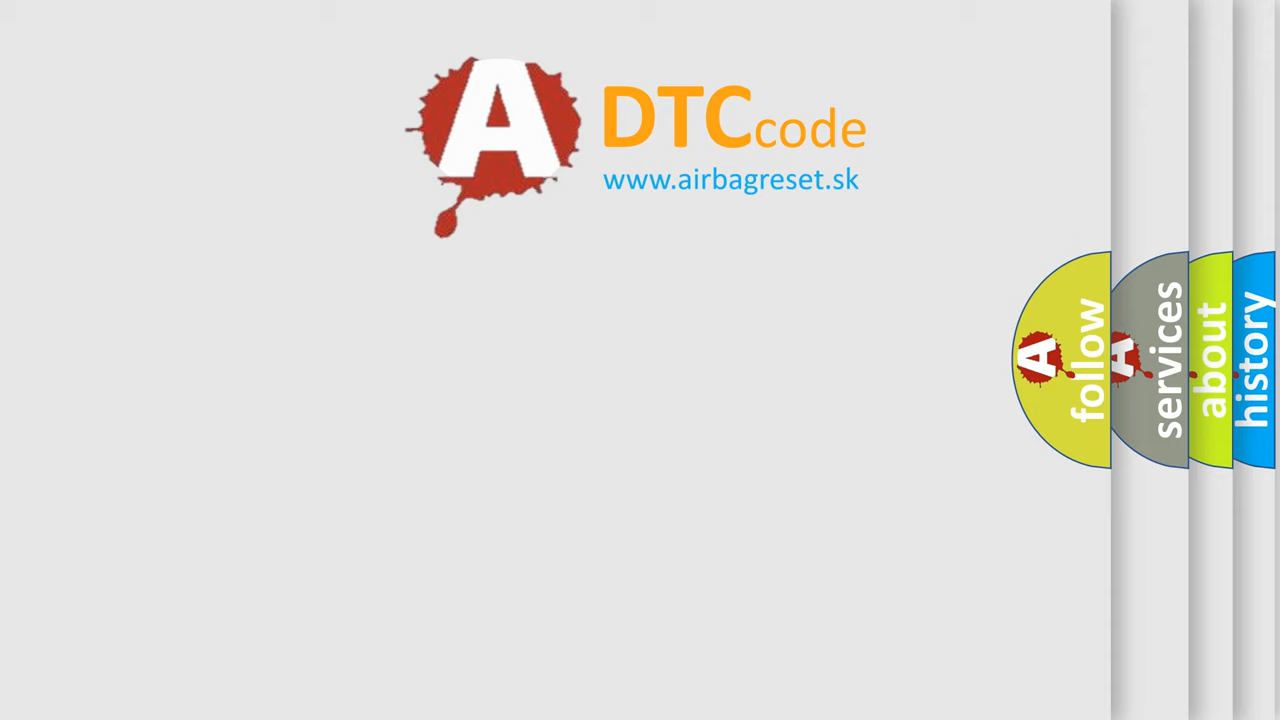 A
DTCcode
www.airbagreset.sk
A
follow
A
services
about
history